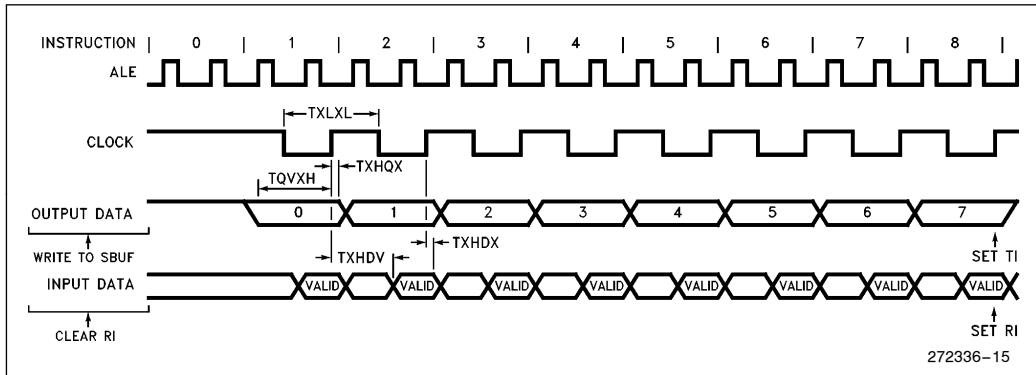 INSTRUCTION | 0 | 1 | 2 | 3 | 4 | 5 | 6 | 7 | 8 |
ALE
TXLXL
CLOCK
TXHQX
TQVXH
OUTPUT DATA 0 1 2 3 4 5 6 7
WRITE TO SBUF
TXHDV
TXHDX
SET TI
INPUT DATA VALID VALID VALID VALID VALID VALID VALID VALID
CLEAR RI
SET RI
272336–15